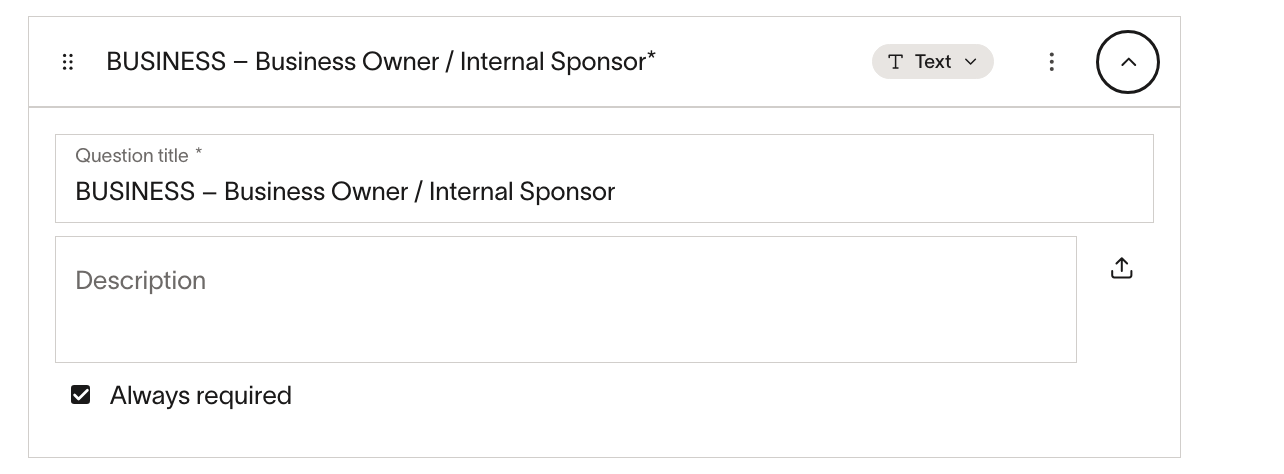 BUSINESS – Business Owner / Internal Sponsor*
Text
Question title *
BUSINESS – Business Owner / Internal Sponsor
Description
Always required